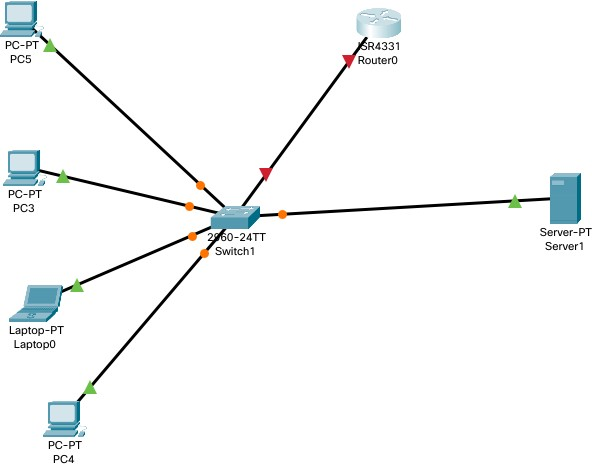 PC-PT
PC5
ISR4331
Router0
PC-PT
PC3
2960-24TT
Switch1
Server-PT
Server1
Laptop-PT
Laptop0
PC-PT
PC4